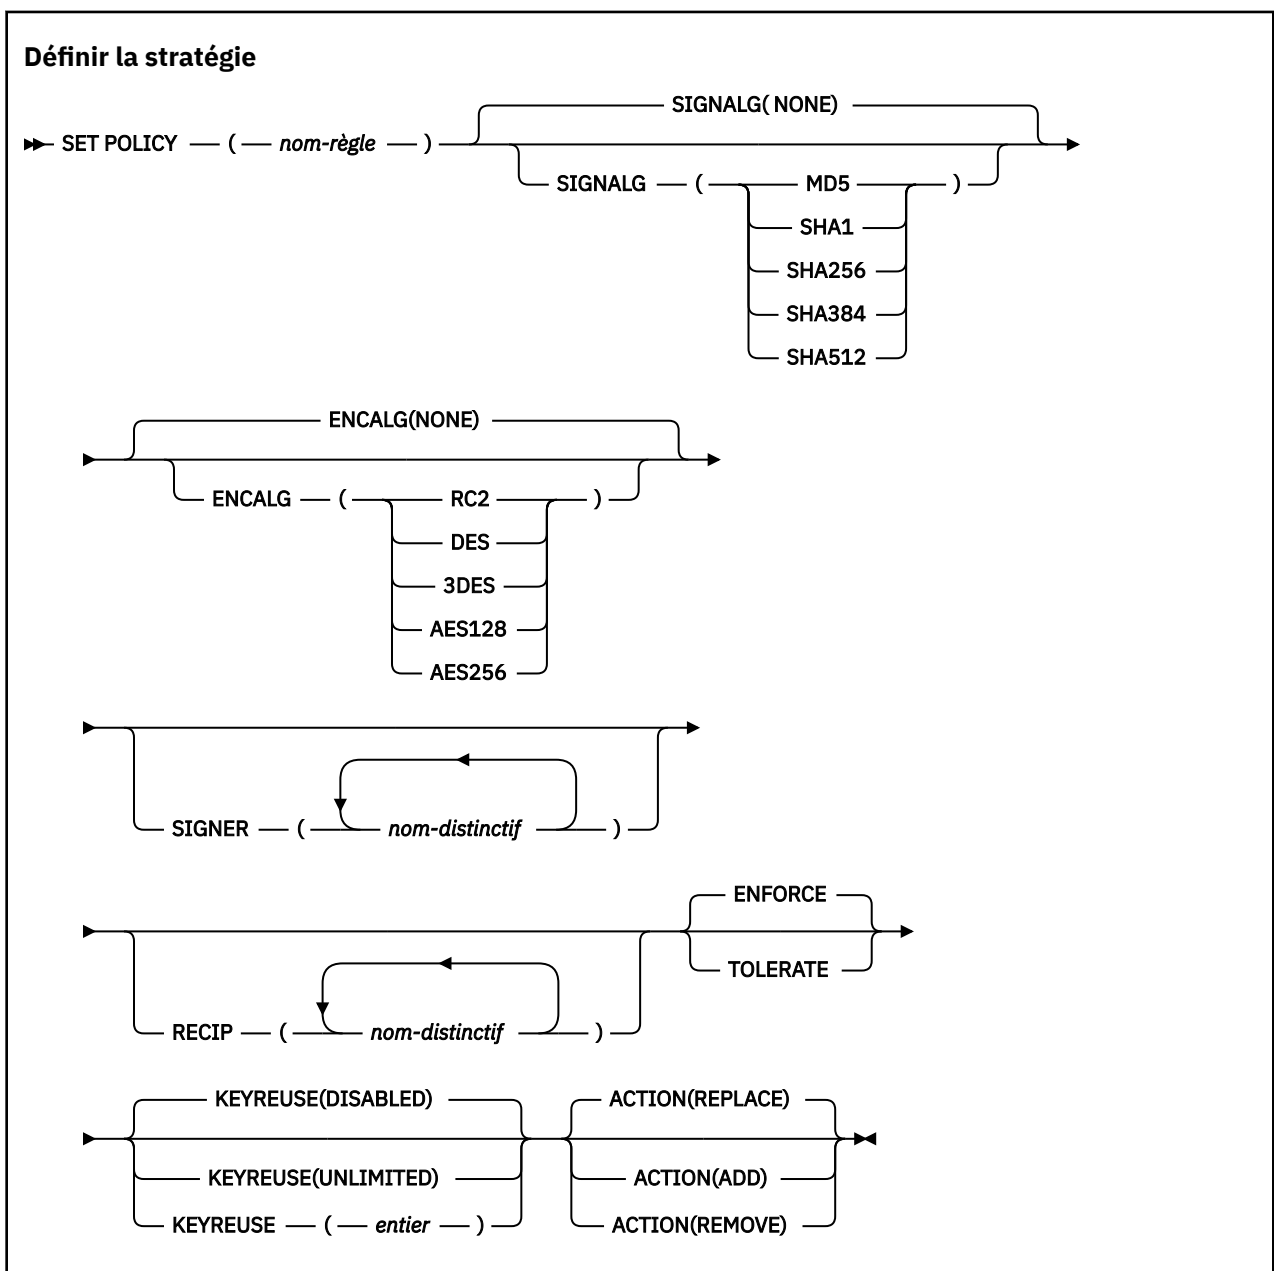 Définir la stratégie
SIGNALG( NONE)
SET POLICY ( nom-règle )
SIGNALG ( MD5 )
SHA1
SHA256
SHA384
SHA512
ENCALG(NONE)
ENCALG ( RC2 )
DES
3DES
AES128
AES256
SIGNER ( nom-distinctif )
ENFORCE
TOLERATE
RECIP ( nom-distinctif )
KEYREUSE(DISABLED) ACTION(REPLACE)
KEYREUSE(UNLIMITED) ACTION(ADD)
KEYREUSE ( entier ) ACTION(REMOVE)